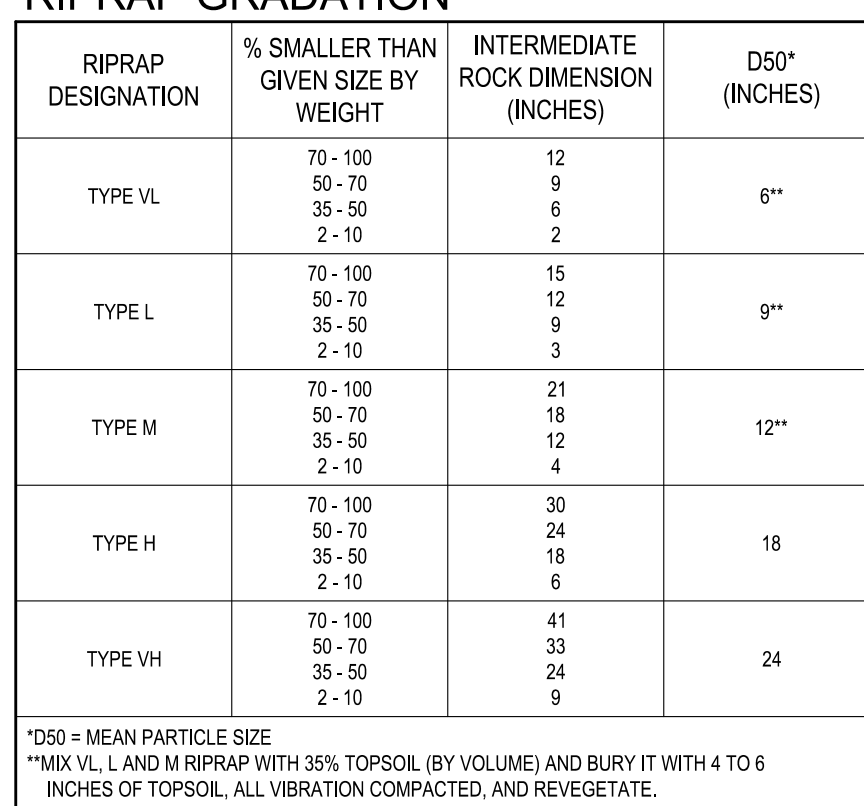 RIPRAP GRADATION
RIPRAP DESIGNATION
% SMALLER THAN GIVEN SIZE BY WEIGHT
INTERMEDIATE ROCK DIMENSION (INCHES)
D50* (INCHES)
TYPE VL
70 - 100 12
50 - 70 9
35 - 50 6
2 - 10 2
6**
TYPE L
70 - 100 15
50 - 70 12
35 - 50 9
2 - 10 3
9**
TYPE M
70 - 100 21
50 - 70 18
35 - 50 12
2 - 10 4
12**
TYPE H
70 - 100 30
50 - 70 24
35 - 50 18
2 - 10 6
18
TYPE VH
70 - 100 41
50 - 70 33
35 - 50 24
2 - 10 9
24
*D50 = MEAN PARTICLE SIZE
**MIX VL, L AND M RIPRAP WITH 35% TOPSOIL (BY VOLUME) AND BURY IT WITH 4 TO 6
INCHES OF TOPSOIL, ALL VIBRATION COMPACTED, AND REVEGETATE.